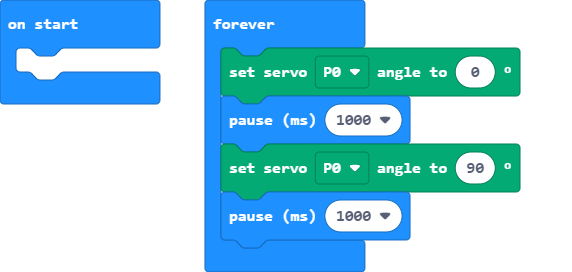 on start
forever
set servo P0 angle to 0 °
pause (ms) 1000
set servo P0 angle to 90 °
pause (ms) 1000